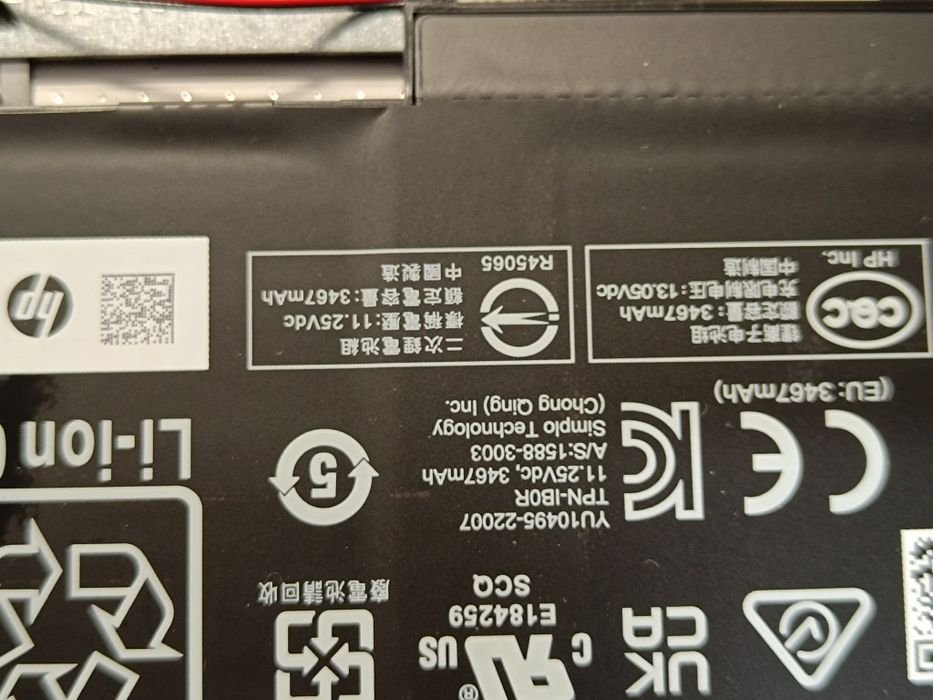 UK
CA
c
US
®
E184259
SCQ
廢電池請回收
CE
YU10495-22007
TPN-IB0R
11.25Vdc, 3467mAh
A/S:1588-3003
Simplo Technology
(Chong Qing) Inc.
5
Li-ion
(EU: 3467mAh)
CQC
锂离子电池组
额定容量: 3467mAh
充电限制电压: 13.05Vdc
中国制造
HP Inc.
二次鋰電池組
標稱電壓:11.25Vdc
額定電容量: 3467mAh
中國製造
R45065
hp